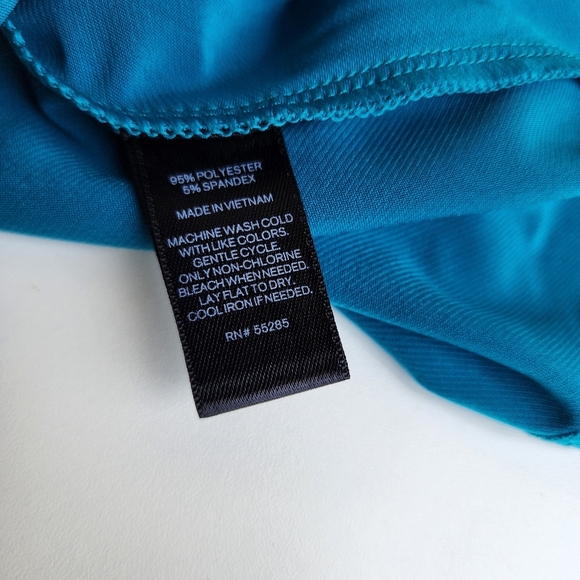 95% POLYESTER
5% SPANDEX
MADE IN VIETNAM
MACHINE WASH COLD
WITH LIKE COLORS.
GENTLE CYCLE.
ONLY NON-CHLORINE
BLEACH WHEN NEEDED.
LAY FLAT TO DRY.
COOL IRON IF NEEDED.
RN# 55285